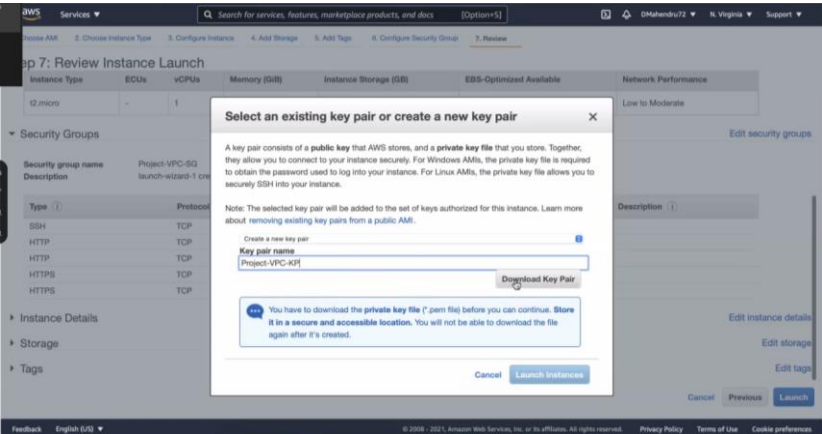 aws Services ▼ Search for services, features, marketplace products, and docs [Option+S] DMahendru72 ▼ N. Virginia ▼ Support ▼
Choose AMI 2. Choose Instance Type 3. Configure Instance 4. Add Storage 5. Add Tags 6. Configure Security Group 7. Review
ep 7: Review Instance Launch
Instance Type ECUs vCPUs Memory (GiB) Instance Storage (GB) EBS-Optimized Available Network Performance
t2.micro - 1 Low to Moderate
Security Groups Edit security groups
Security group name Project-VPC-SG
Description launch-wizard-1 cre
Type Protocol Description
SSH TCP
HTTP TCP
HTTP TCP
HTTPS TCP
HTTPS TCP
Instance Details Edit instance details
Storage Edit storage
Tags Edit tags
Cancel Previous Launch
Select an existing key pair or create a new key pair ×
A key pair consists of a public key that AWS stores, and a private key file that you store. Together,
they allow you to connect to your instance securely. For Windows AMIs, the private key file is required
to obtain the password used to log into your instance. For Linux AMIs, the private key file allows you to
securely SSH into your instance.
Note: The selected key pair will be added to the set of keys authorized for this instance. Learn more
about removing existing key pairs from a public AMI.
Create a new key pair
Key pair name
Project-VPC-KP
Download Key Pair
You have to download the private key file (*.pem file) before you can continue. Store
it in a secure and accessible location. You will not be able to download the file
again after it's created.
Cancel Launch Instances
Feedback English (US) ▼ © 2008 - 2021, Amazon Web Services, Inc. or its affiliates. All rights reserved. Privacy Policy Terms of Use Cookie preferences